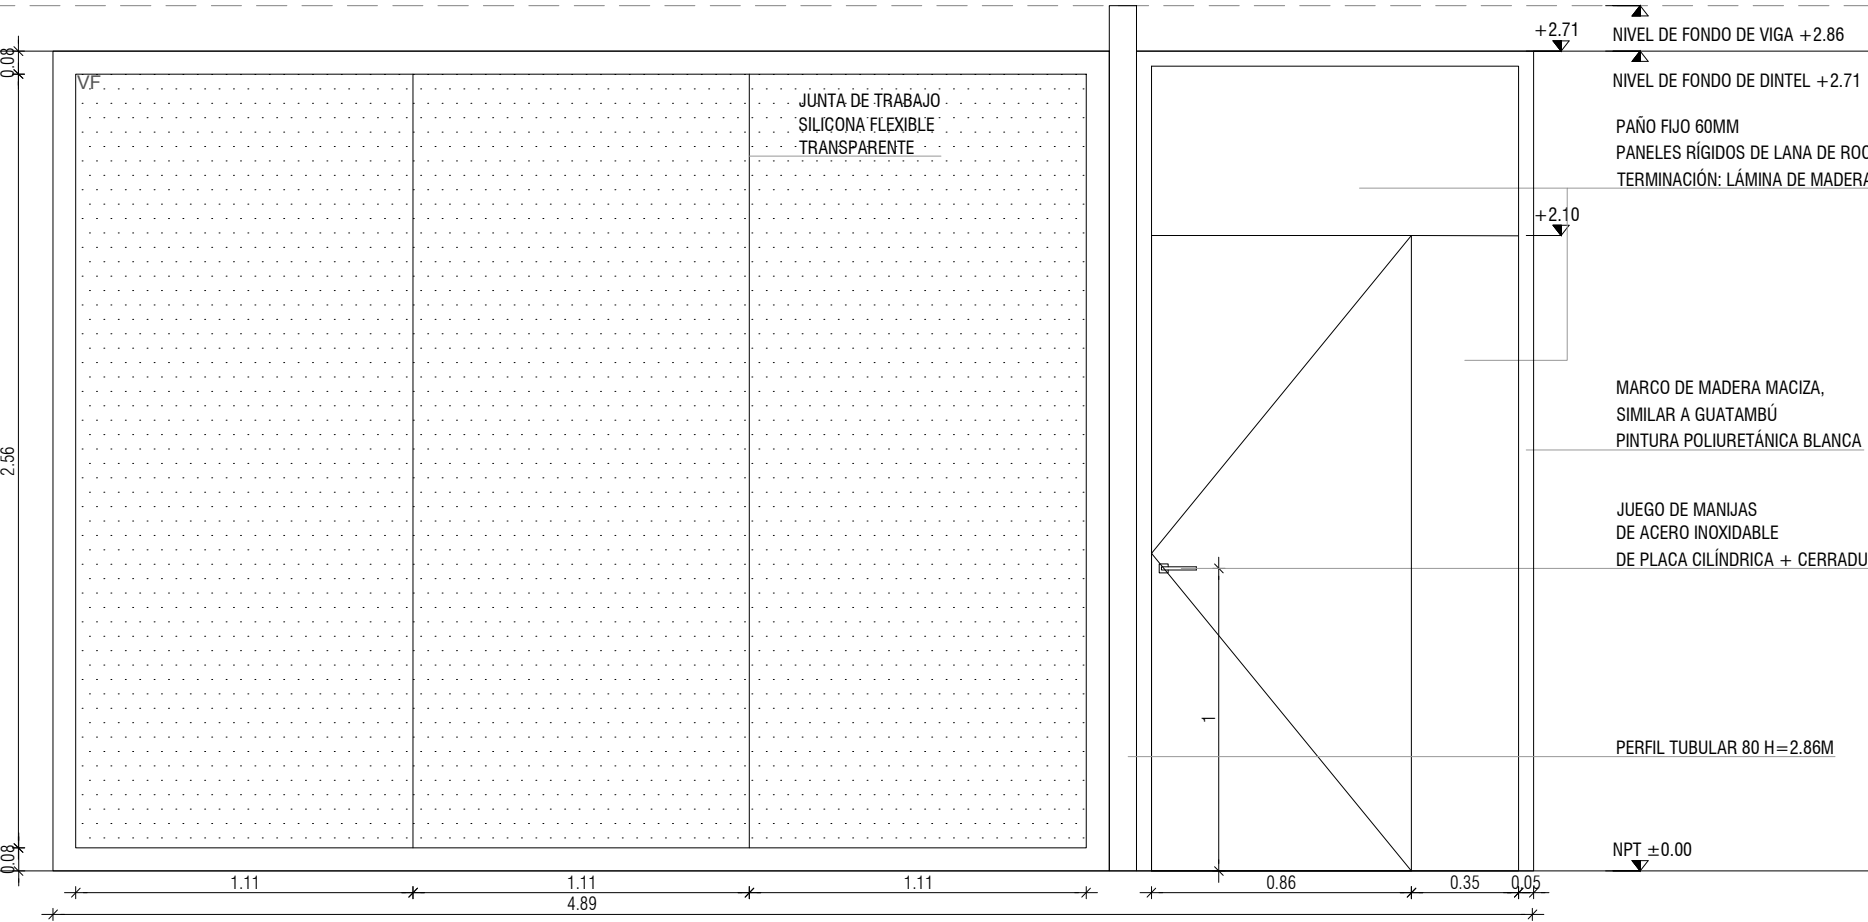 +2.71
NIVEL DE FONDO DE VIGA +2.86
0.08
VF
NIVEL DE FONDO DE DINTEL +2.71
JUNTA DE TRABAJO
SILICONA FLEXIBLE
TRANSPARENTE
PAÑO FIJO 60MM
PANELES RÍGIDOS DE LANA DE ROC
TERMINACIÓN: LÁMINA DE MADERA
+2.10
MARCO DE MADERA MACIZA,
SIMILAR A GUATAMBÚ
PINTURA POLIURETÁNICA BLANCA
2.56
JUEGO DE MANIJAS
DE ACERO INOXIDABLE
DE PLACA CILÍNDRICA + CERRADU
1
PERFIL TUBULAR 80 H=2.86M
0.08
NPT ±0.00
1.11
1.11
1.11
0.86
0.35
0.05
4.89